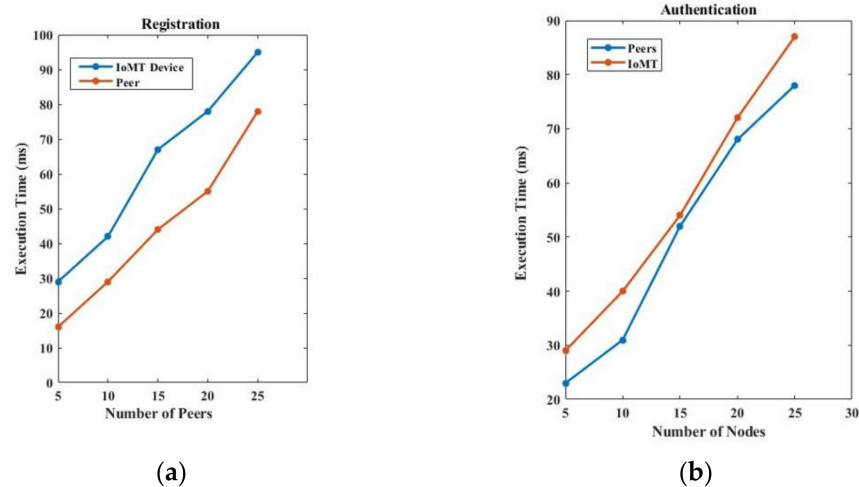 Registration
100
90
80
70
60
50
40
30
20
10
0
5 10 15 20 25
Execution Time (ms)
Number of Peers
IoMT Device
Peer
(a)
Authentication
90
80
70
60
50
40
30
20
5 10 15 20 25 30
Execution Time (ms)
Number of Nodes
Peers
IoMT
(b)